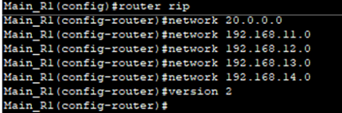 Main_R1(config)#router rip
Main_R1(config-router)#network 20.0.0.0
Main_R1(config-router)#network 192.168.11.0
Main_R1(config-router)#network 192.168.12.0
Main_R1(config-router)#network 192.168.13.0
Main_R1(config-router)#network 192.168.14.0
Main_R1(config-router)#version 2
Main_R1(config-router)#